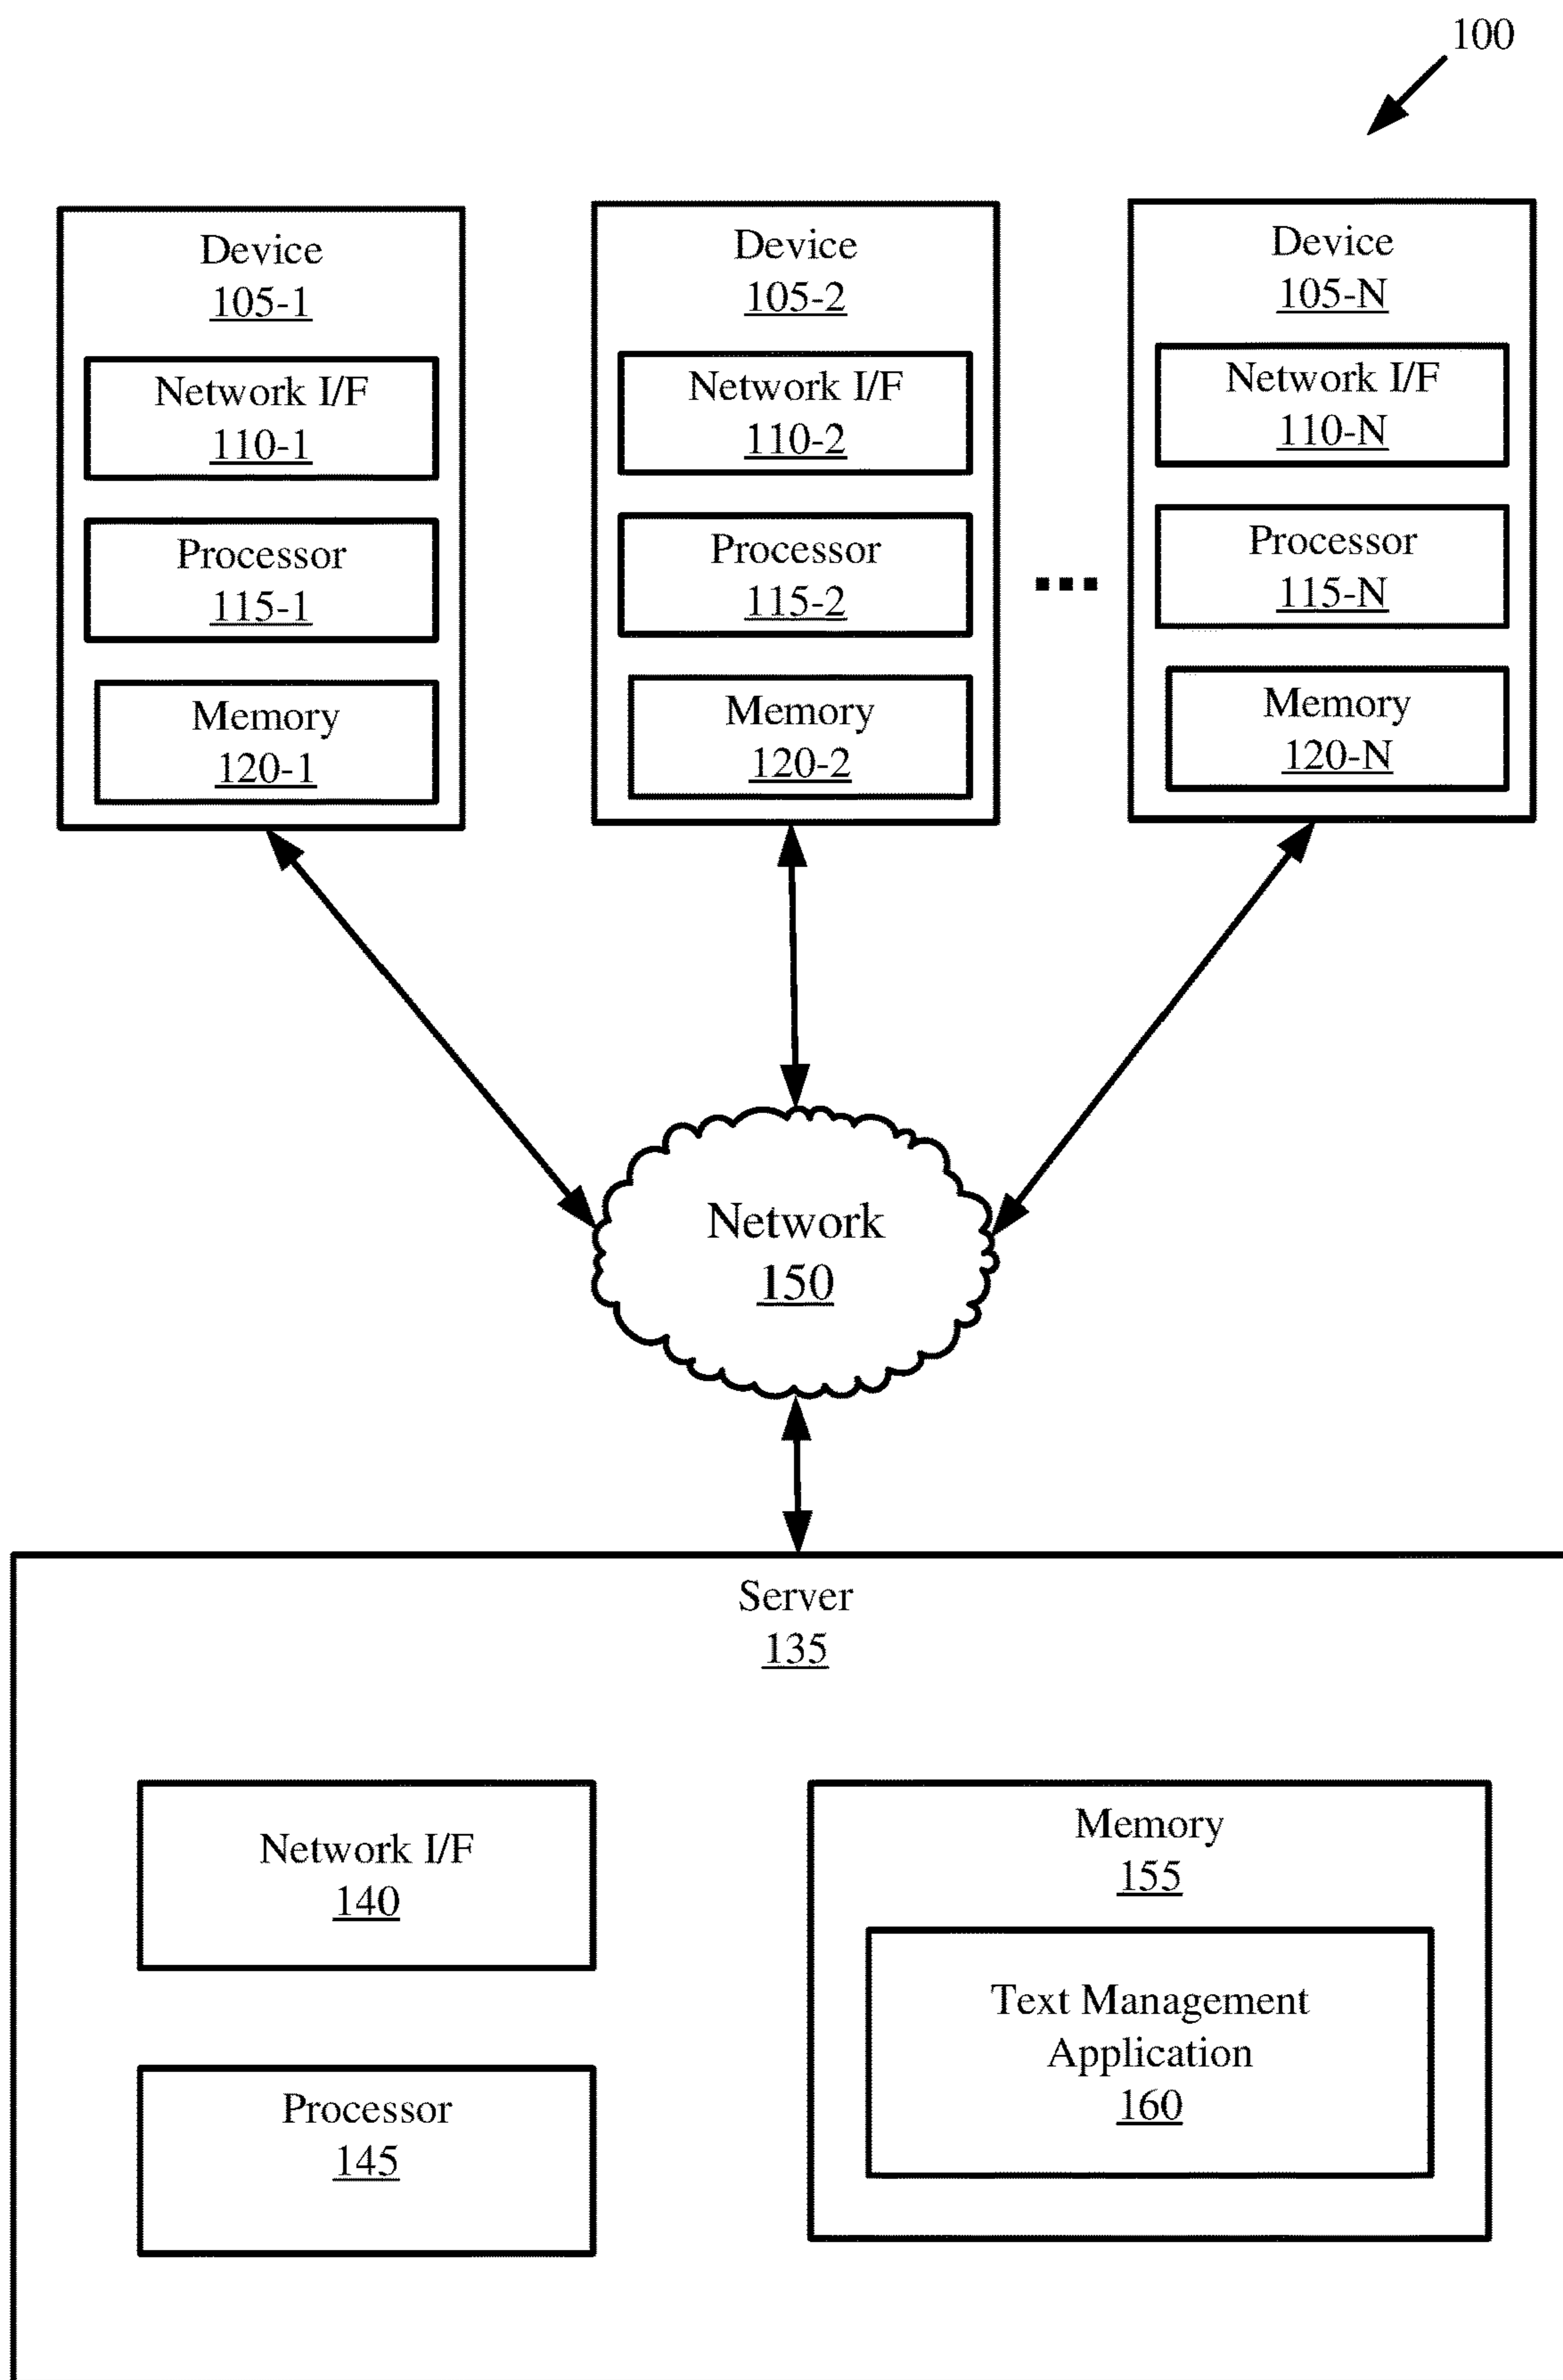 100
Device
105-1
Network I/F
110-1
Processor
115-1
Memory
120-1
Device
105-2
Network I/F
110-2
Processor
115-2
Memory
120-2
Device
105-N
Network I/F
110-N
Processor
115-N
Memory
120-N
Network
150
Server
135
Network I/F
140
Processor
145
Memory
155
Text Management
Application
160